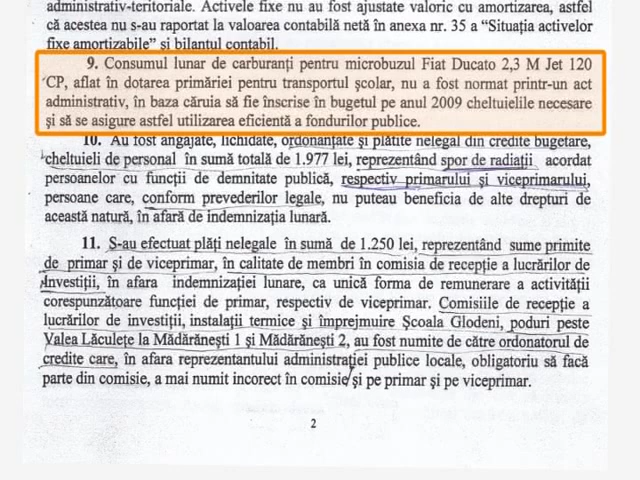 administrativ-teritoriale. Activele fixe nu au fost ajustate valoric cu amortizarea, astfel
că acestea nu s-au raportat la valoarea contabilă netă în anexa nr. 35 a “Situația activelor
fixe amortizabile” și bilantul contabil.
9. Consumul lunar de carburanți pentru microbuzul Fiat Ducato 2,3 M Jet 120
CP, aflat în dotarea primăriei pentru transportul școlar, nu a fost normat printr-un act
administrativ, în baza căruia să fie înscrise în bugetul pe anul 2009 cheltuielile necesare
și să se asigure astfel utilizarea eficientă a fondurilor publice.
10. Au fost angajate, lichidate, ordonanțate și plătite nelegal din credite bugetare,
cheltuieli de personal în sumă totală de 1.977 lei, reprezentând spor de radiații acordat
persoanelor cu funcții de demnitate publică, respectiv primarului și viceprimarului,
persoane care, conform prevederilor legale, nu puteau beneficia de alte drepturi de
această natură, în afară de indemnizația lunară.
11. S-au efectuat plăți nelegale în sumă de 1.250 lei, reprezentând sume primite
de primar și de viceprimar, în calitate de membri în comisia de recepție a lucrărilor de
investiții, în afara indemnizației lunare, ca unică forma de remunerare a activității
corespunzătoare funcției de primar, respectiv de viceprimar. Comisiile de recepție a
lucrărilor de investiții, instalații termice și împrejmuire Școala Glodeni, poduri peste
Valea Lăculețe la Mădărănești 1 și Mădărănești 2, au fost numite de către ordonatorul de
credite care, în afara reprezentantului administrației publice locale, obligatoriu să facă
parte din comisie, a mai numit incorect în comisie și pe primar și pe viceprimar.
2